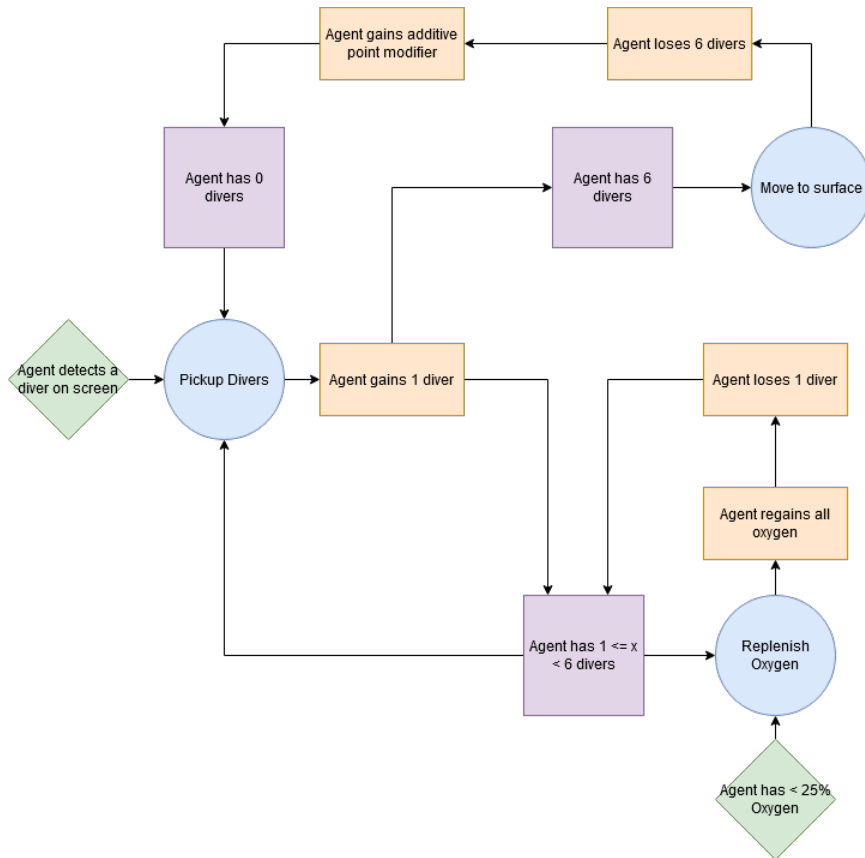 Agent gains additive
point modifier
Agent loses 6 divers
Agent has 0
divers
Agent has 6
divers
Move to surface
Agent detects a
diver on screen
Pickup Divers
Agent gains 1 diver
Agent loses 1 diver
Agent regains all
oxygen
Agent has 1 <= x
< 6 divers
Replenish
Oxygen
Agent has < 25%
Oxygen